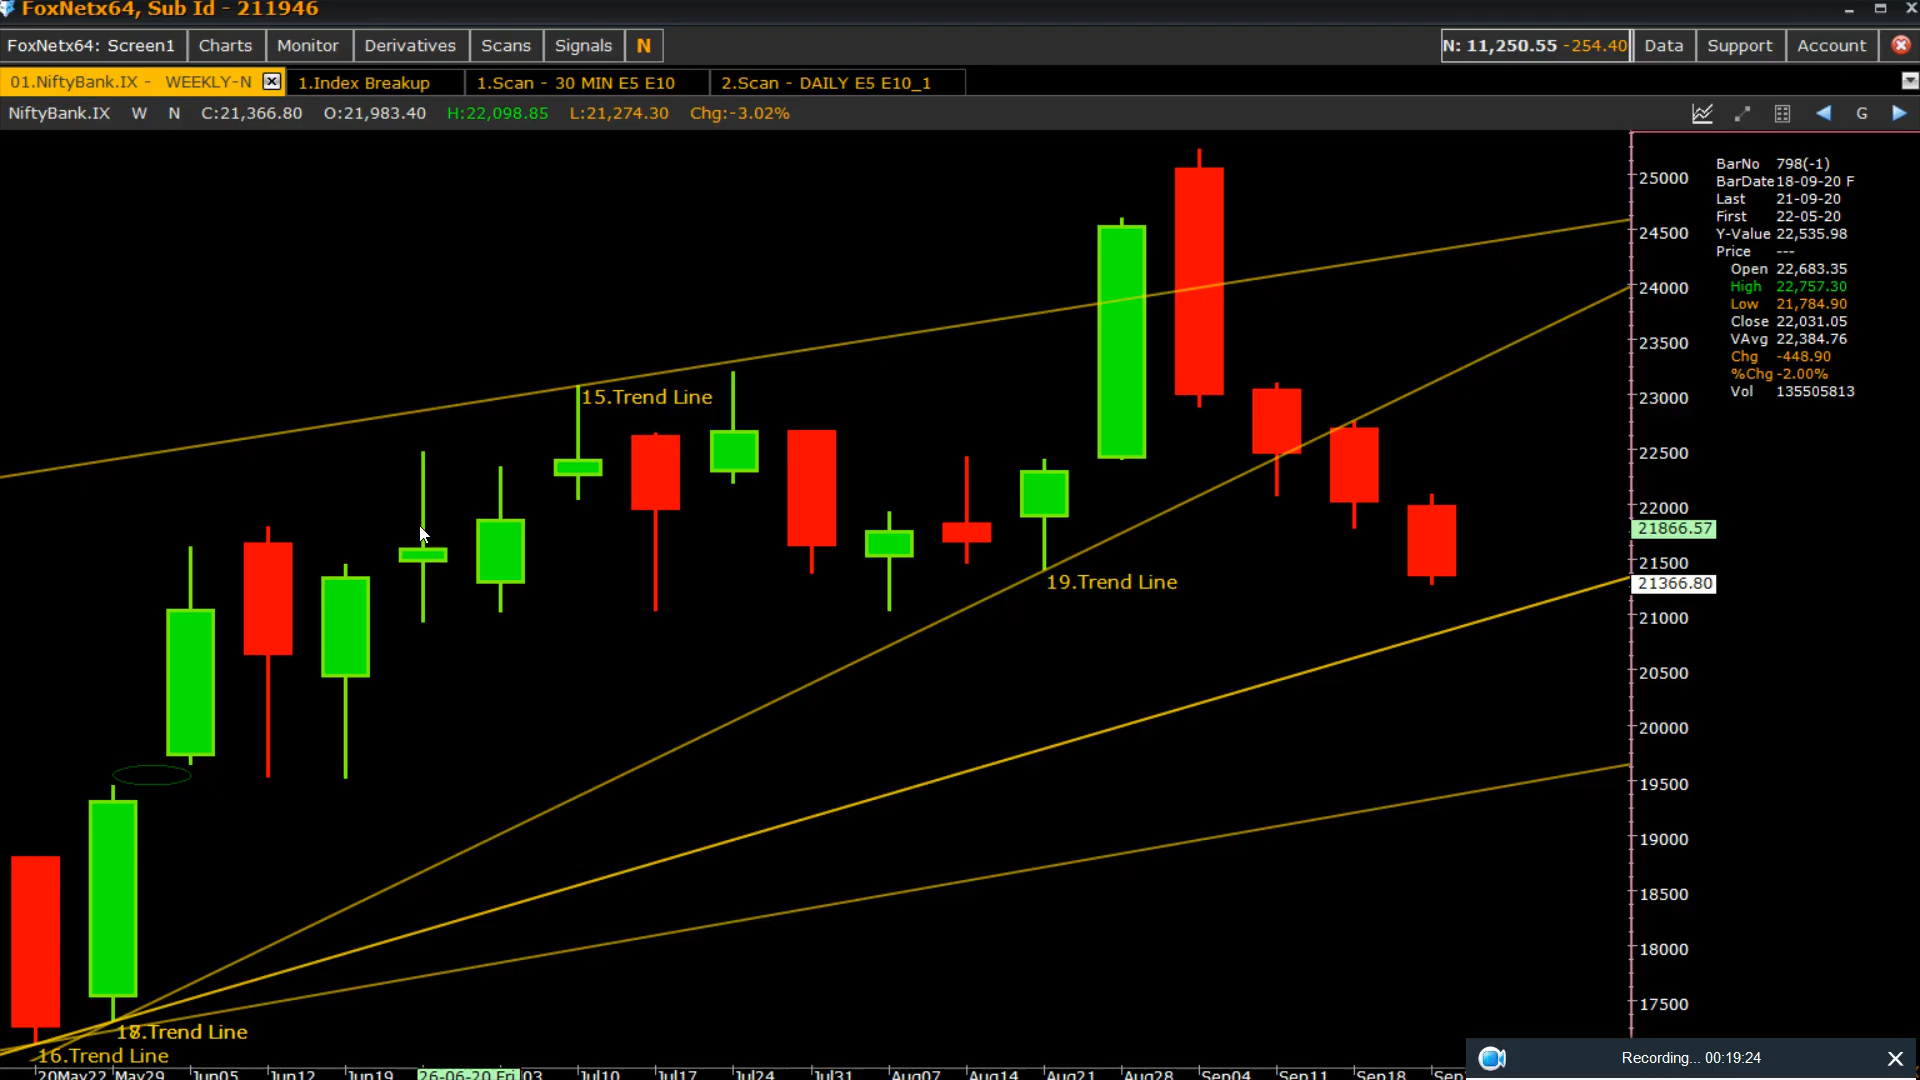 FoxNetx64, Sub Id - 211946
FoxNetx64: Screen1 Charts Monitor Derivatives Scans Signals N N: 11,250.55 -254.40 Data Support Account
01.NiftyBank.IX - WEEKLY-N 1.Index Breakup 1.Scan - 30 MIN E5 E10 2.Scan - DAILY E5 E10_1
NiftyBank.IX W N C:21,366.80 O:21,983.40 H:22,098.85 L:21,274.30 Chg:-3.02% G
BarNo 798(-1)
BarDate 18-09-20 F
Last 21-09-20
First 22-05-20
Y-Value 22,535.98
Price ---
Open 22,683.35
High 22,757.30
Low 21,784.90
Close 22,031.05
VAvg 22,384.76
Chg -448.90
%Chg -2.00%
Vol 135505813
25000
24500
24000
23500
23000
22500
22000
21866.57
21500
21366.80
21000
20500
20000
19500
19000
18500
18000
17500
15.Trend Line
19.Trend Line
18.Trend Line
16.Trend Line
20May22 May29 Jun05 Jun12 Jun19 26-06-20 Fri 03 Jul10 Jul17 Jul24 Jul31 Aug07 Aug14 Aug21 Aug28 Sep04 Sep11 Sep18 Sep
Recording... 00:19:24